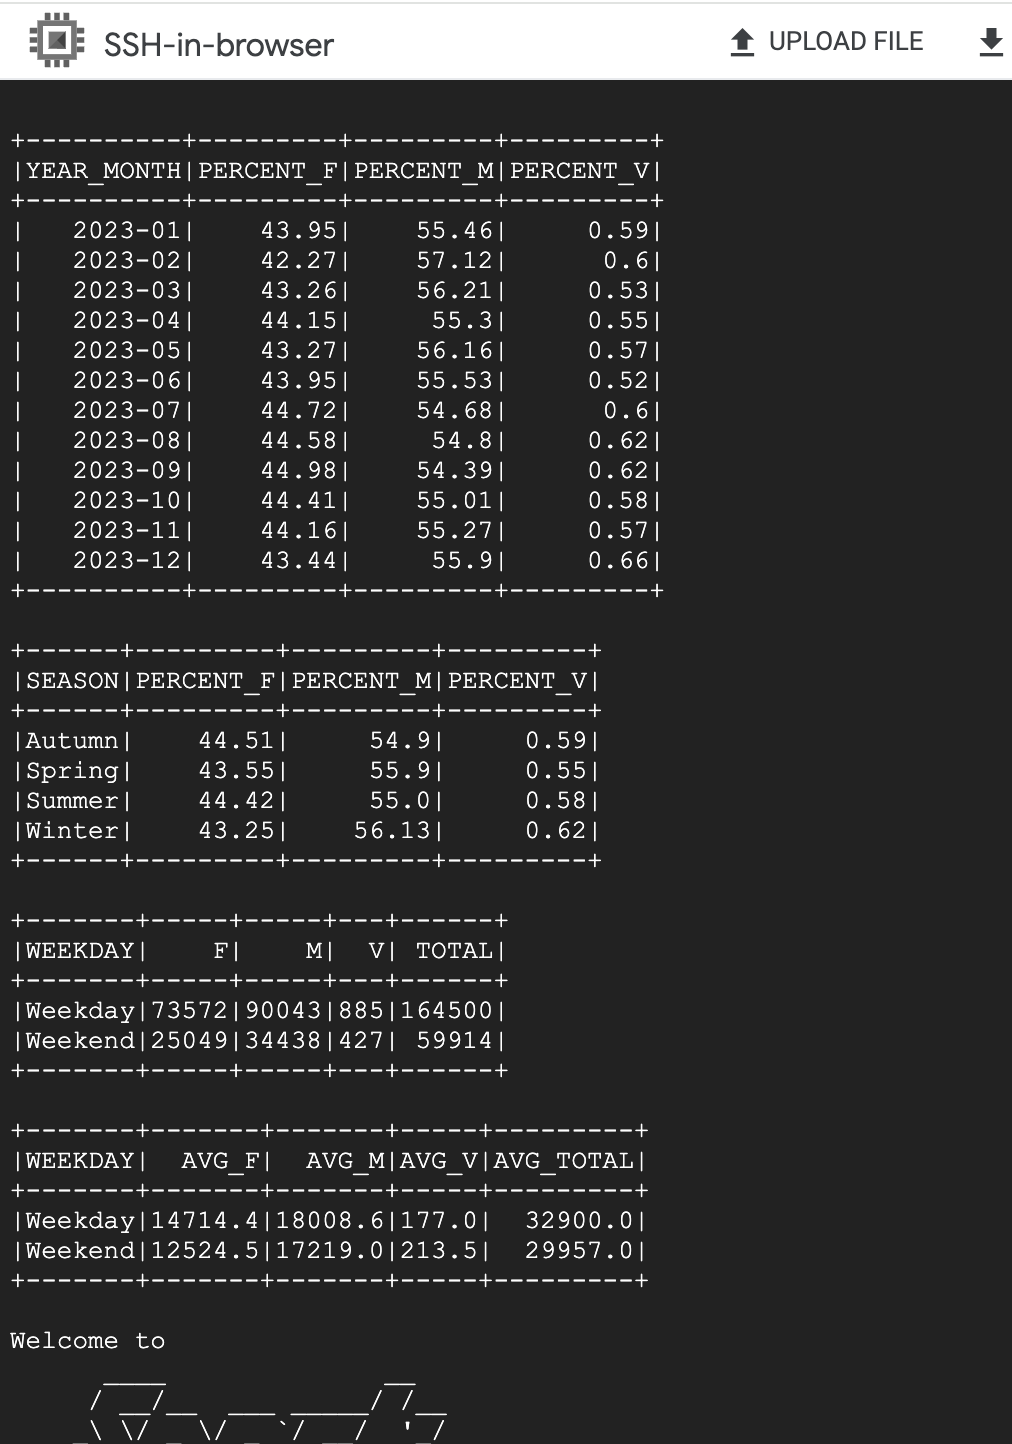 SSH-in-browser UPLOAD FILE
+----------+---------+---------+---------+
|YEAR_MONTH|PERCENT_F|PERCENT_M|PERCENT_V|
+----------+---------+---------+---------+
|   2023-01|    43.95|    55.46|     0.59|
|   2023-02|    42.27|    57.12|      0.6|
|   2023-03|    43.26|    56.21|     0.53|
|   2023-04|    44.15|     55.3|     0.55|
|   2023-05|    43.27|    56.16|     0.57|
|   2023-06|    43.95|    55.53|     0.52|
|   2023-07|    44.72|    54.68|      0.6|
|   2023-08|    44.58|     54.8|     0.62|
|   2023-09|    44.98|    54.39|     0.62|
|   2023-10|    44.41|    55.01|     0.58|
|   2023-11|    44.16|    55.27|     0.57|
|   2023-12|    43.44|     55.9|     0.66|
+----------+---------+---------+---------+
+------+---------+---------+---------+
|SEASON|PERCENT_F|PERCENT_M|PERCENT_V|
+------+---------+---------+---------+
|Autumn|    44.51|     54.9|     0.59|
|Spring|    43.55|     55.9|     0.55|
|Summer|    44.42|     55.0|     0.58|
|Winter|    43.25|    56.13|     0.62|
+------+---------+---------+---------+
+-------+-----+-----+---+------+
|WEEKDAY|    F|    M|  V| TOTAL|
+-------+-----+-----+---+------+
|Weekday|73572|90043|885|164500|
|Weekend|25049|34438|427| 59914|
+-------+-----+-----+---+------+
+-------+-------+-------+-----+---------+
|WEEKDAY|  AVG_F|  AVG_M|AVG_V|AVG_TOTAL|
+-------+-------+-------+-----+---------+
|Weekday|14714.4|18008.6|177.0|  32900.0|
|Weekend|12524.5|17219.0|213.5|  29957.0|
+-------+-------+-------+-----+---------+
Welcome to
      ____              __
     / __/__  ___ _____/ /__
    _\ \/ _ \/ _ `/ __/  '_/